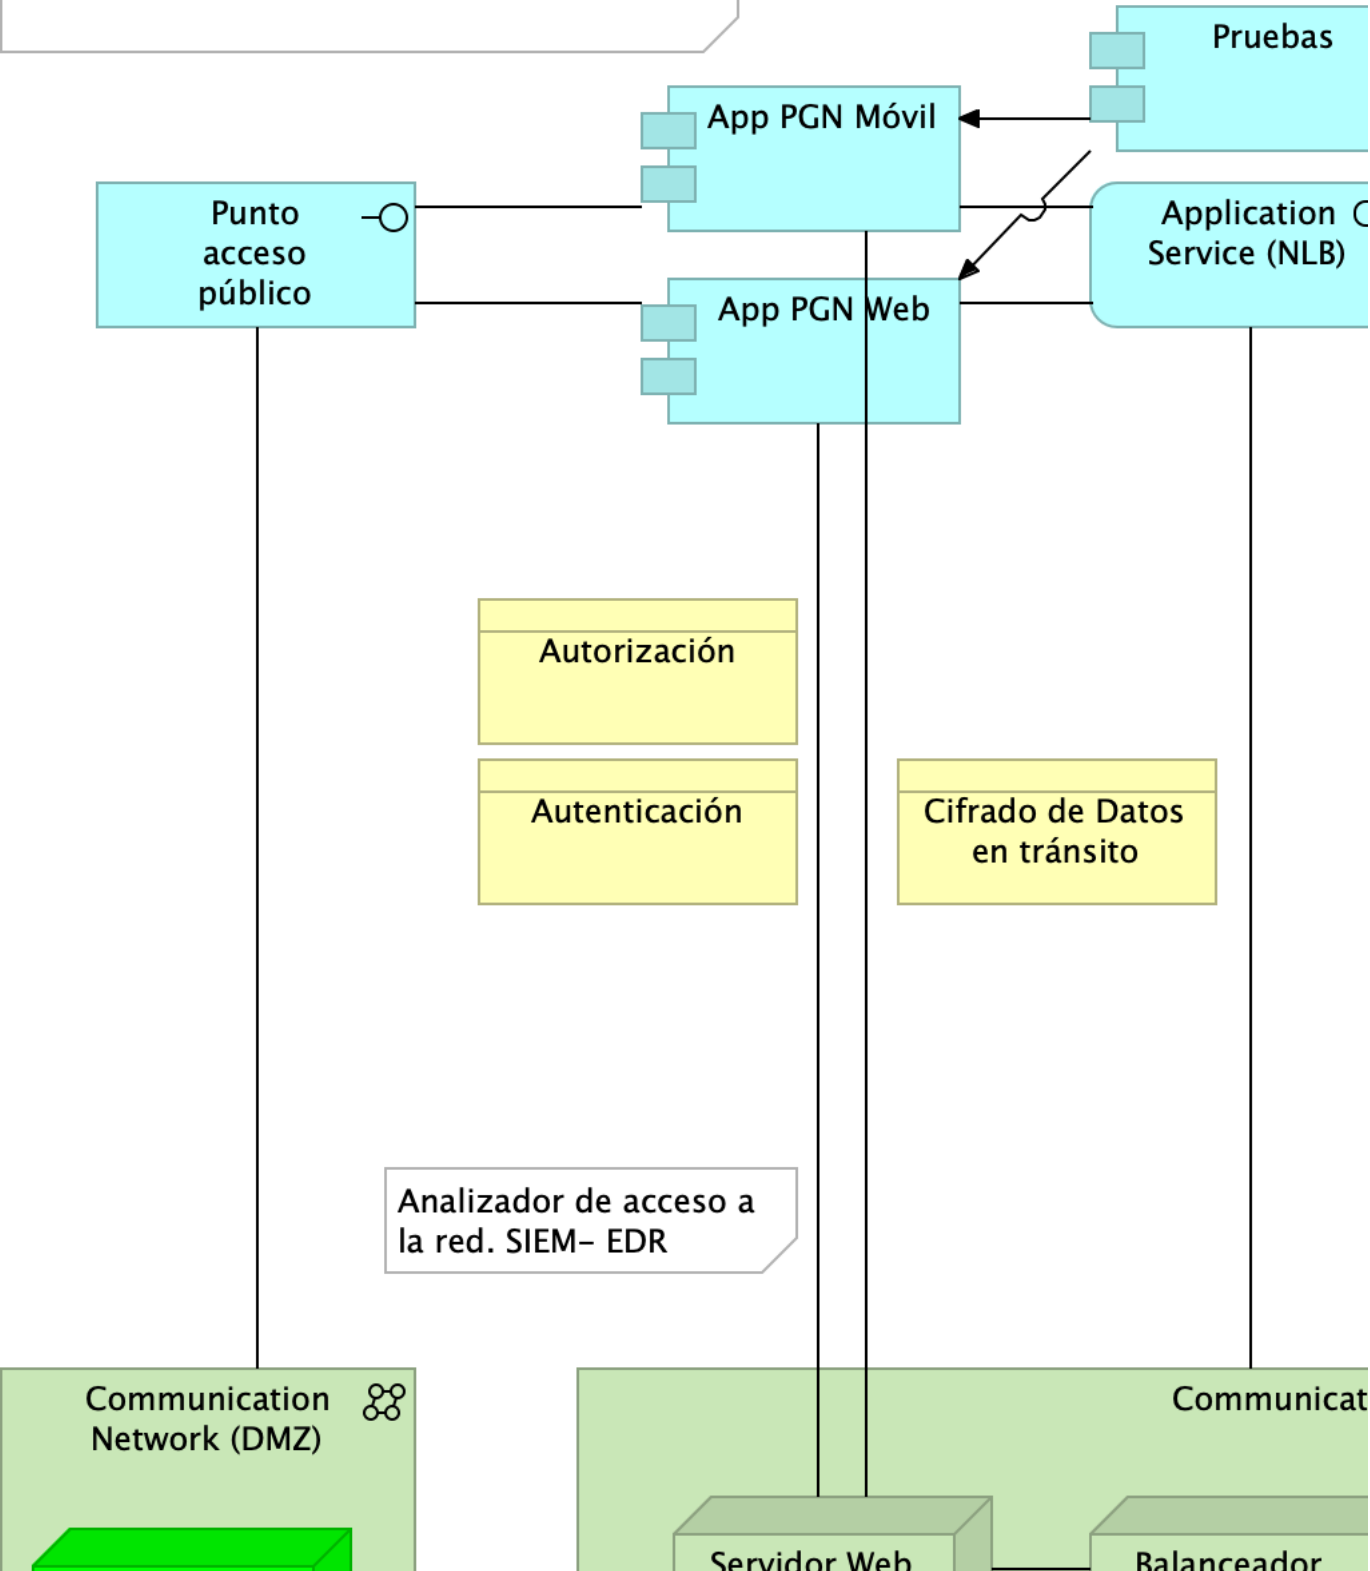 Pruebas
App PGN Móvil
Punto
acceso
público
Application
Service (NLB)
App PGN Web
Autorización
Autenticación
Cifrado de Datos
en tránsito
Analizador de acceso a
la red. SIEM- EDR
Communication
Network (DMZ)
Communicat
Servidor Web
Balanceador